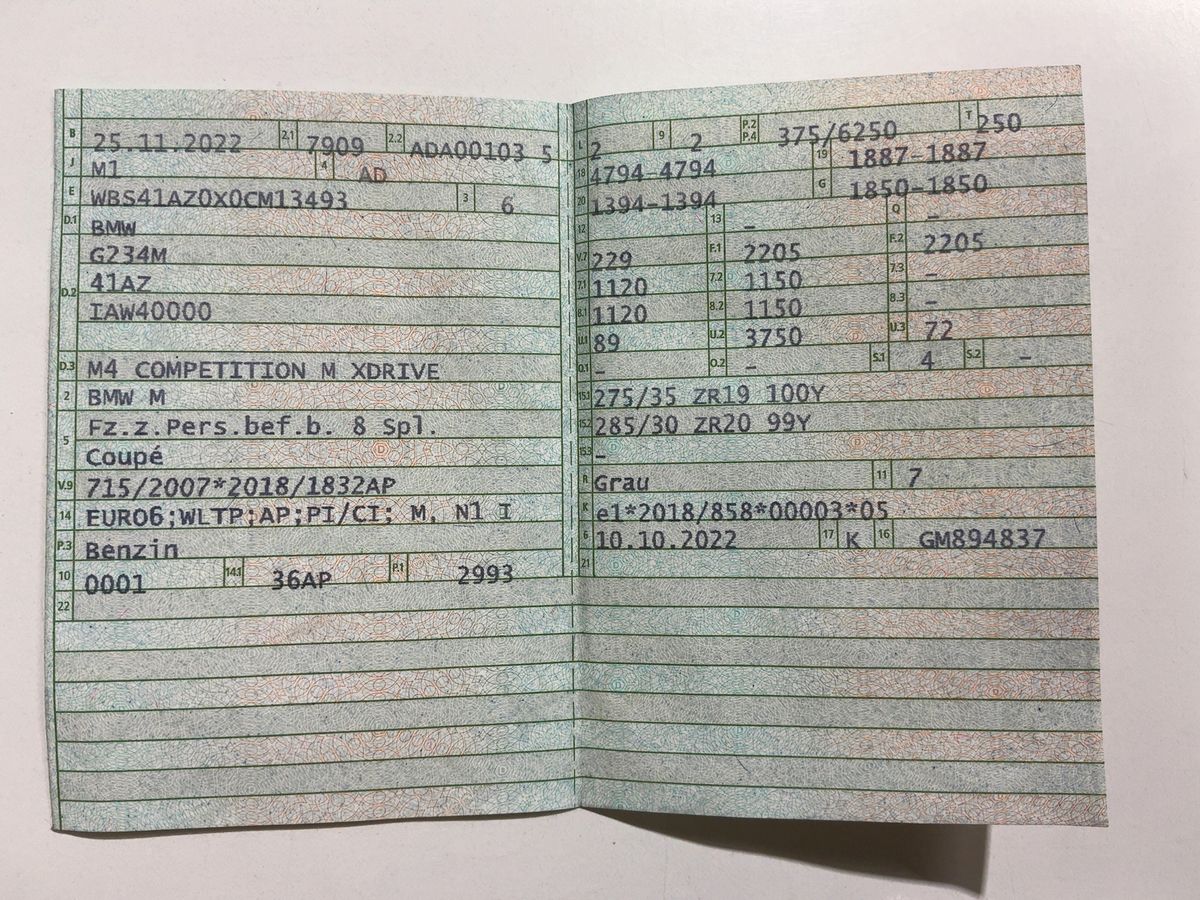 B 25.11.2022 2.1 7909 2.2 ADA00103 5
J M1 4 AD
E WBS41AZ0X0CM13493 3 6
D.1 BMW
G234M
D.2 41AZ
IAW40000
D.3 M4 COMPETITION M XDRIVE
2 BMW M
5 Fz.z.Pers.bef.b. 8 Spl.
Coupé
V.9 715/2007*2018/1832AP
14 EURO6;WLTP;AP;PI/CI; M, N1 I
P.3 Benzin
10 0001 14.1 36AP P.1 2993
22
L 2 9 2 P.2 P.4 375/6250 T 250
18 4794-4794 19 1887-1887
20 1394-1394 G 1850-1850
12 13 – Q –
V.7 229 F.1 2205 F.2 2205
7.1 1120 7.2 1150 7.3 –
8.1 1120 8.2 1150 8.3 –
U.1 89 U.2 3750 U.3 72
O.1 – O.2 – S.1 4 S.2 –
15.1 275/35 ZR19 100Y
15.2 285/30 ZR20 99Y
15.3 –
R Grau 11 7
K e1*2018/858*00003*05
6 10.10.2022 17 K 16 GM894837
21